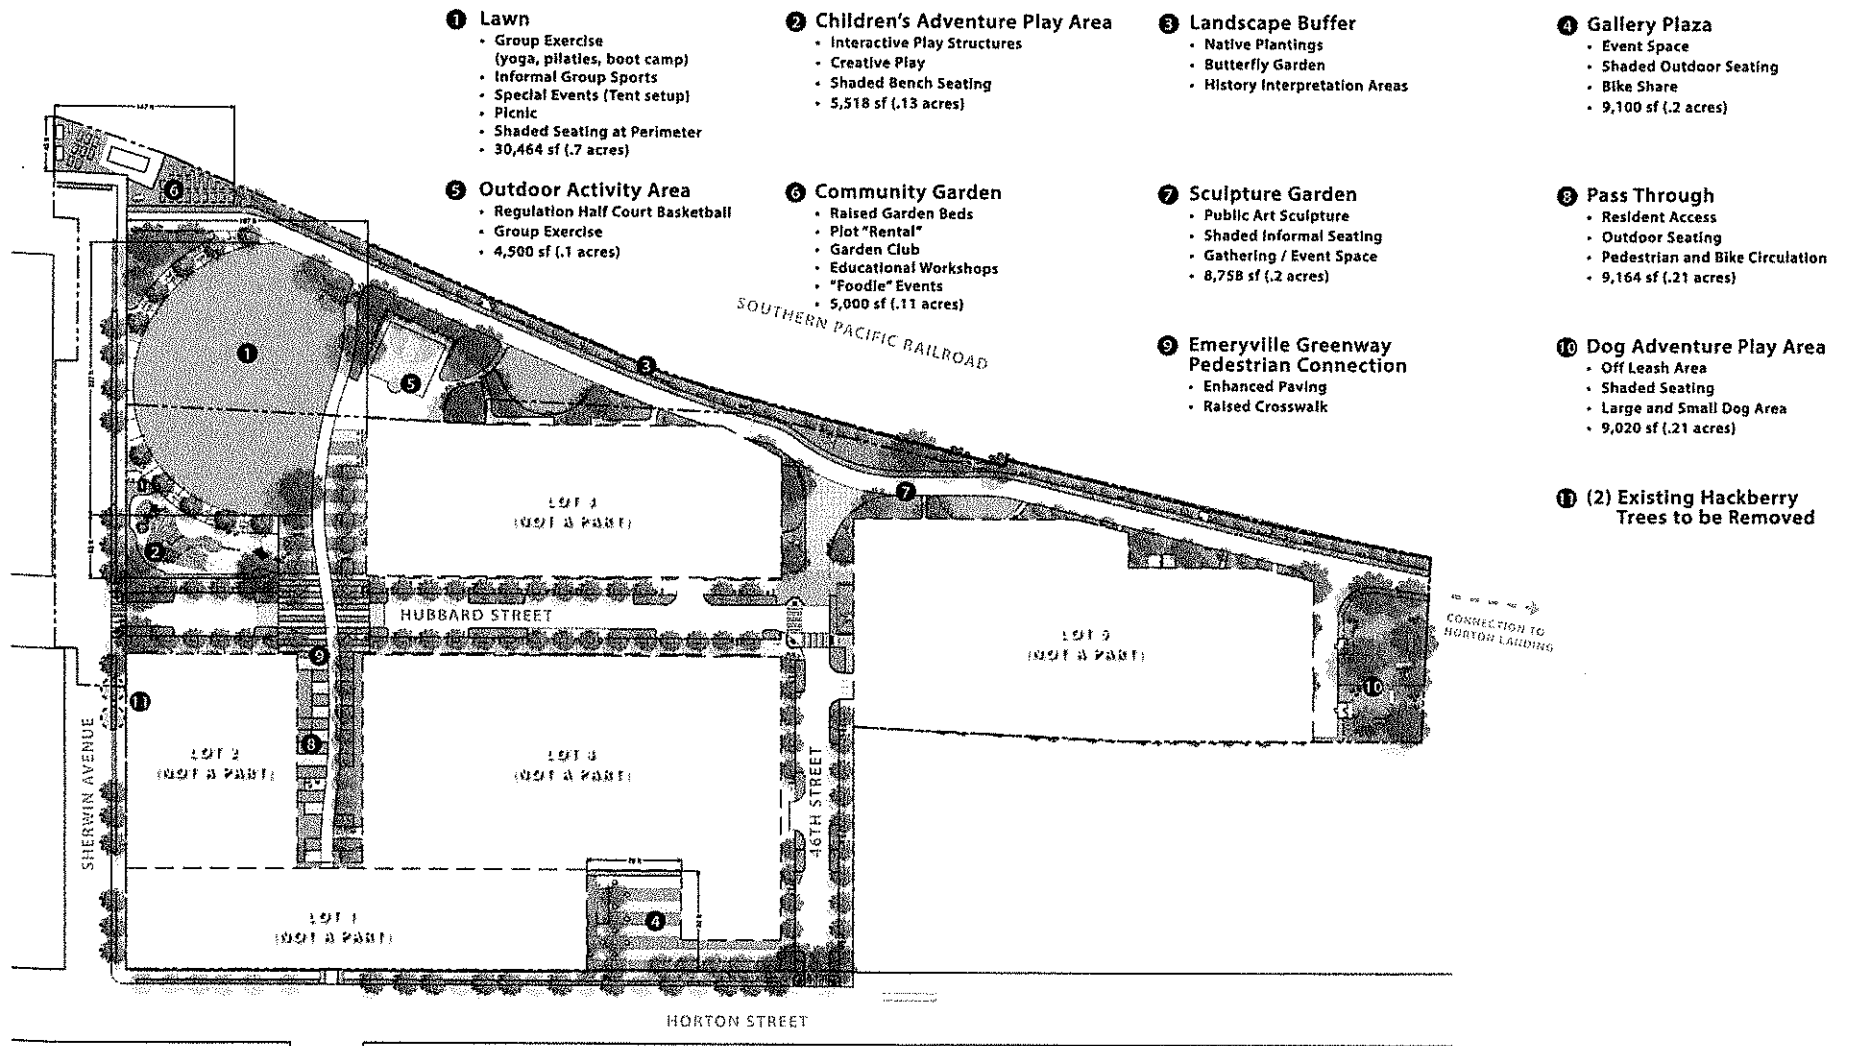 1 Lawn
• Group Exercise
(yoga, pilaties, boot camp)
• Informal Group Sports
• Special Events (Tent setup)
• Picnic
• Shaded Seating at Perimeter
• 30,464 sf (.7 acres)
2 Children's Adventure Play Area
• Interactive Play Structures
• Creative Play
• Shaded Bench Seating
• 5,518 sf (.13 acres)
3 Landscape Buffer
• Native Plantings
• Butterfly Garden
• History Interpretation Areas
4 Gallery Plaza
• Event Space
• Shaded Outdoor Seating
• Bike Share
• 9,100 sf (.2 acres)
5 Outdoor Activity Area
• Regulation Half Court Basketball
• Group Exercise
• 4,500 sf (.1 acres)
6 Community Garden
• Raised Garden Beds
• Plot "Rental"
• Garden Club
• Educational Workshops
• "Foodie" Events
• 5,000 sf (.11 acres)
7 Sculpture Garden
• Public Art Sculpture
• Shaded Informal Seating
• Gathering / Event Space
• 8,758 sf (.2 acres)
8 Pass Through
• Resident Access
• Outdoor Seating
• Pedestrian and Bike Circulation
• 9,164 sf (.21 acres)
9 Emeryville Greenway
Pedestrian Connection
• Enhanced Paving
• Raised Crosswalk
10 Dog Adventure Play Area
• Off Leash Area
• Shaded Seating
• Large and Small Dog Area
• 9,020 sf (.21 acres)
11 (2) Existing Hackberry
Trees to be Removed
SOUTHERN PACIFIC RAILROAD
6
1
5
3
7
2
LOT
(NOT A PART)
HUBBARD STREET
9
LOT
(NOT A PART)
CONNECTION TO
HORTON LANDING
10
11
8
LOT
(NOT A PART)
LOT
(NOT A PART)
SHERWIN AVENUE
46TH STREET
4
LOT 1
(NOT A PART)
HORTON STREET